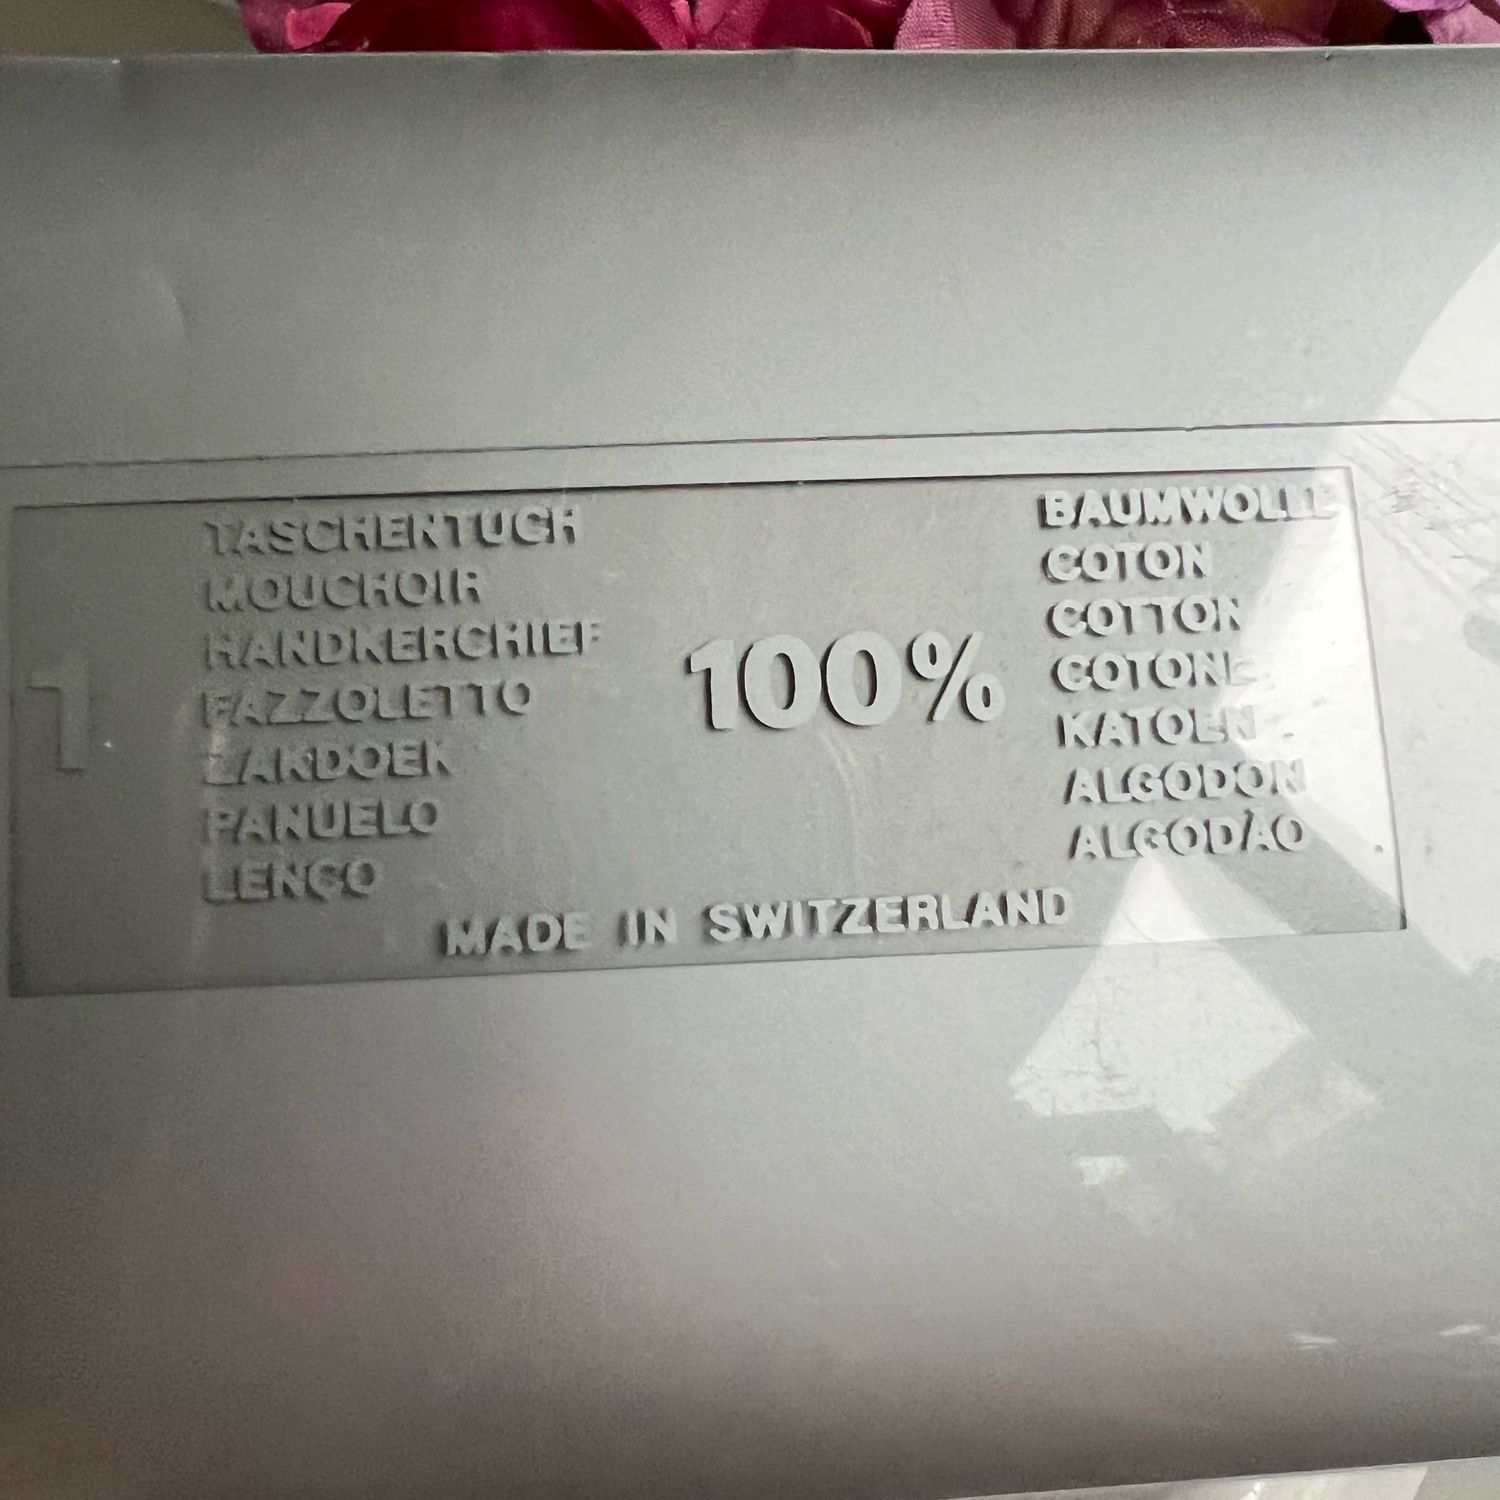 1
TASCHENTUCH
MOUCHOIR
HANDKERCHIEF
FAZZOLETTO
ZAKDOEK
PANUELO
LENÇO
100%
BAUMWOLLE
COTON
COTTON
COTONE
KATOEN
ALGODON
ALGODÃO
MADE IN SWITZERLAND